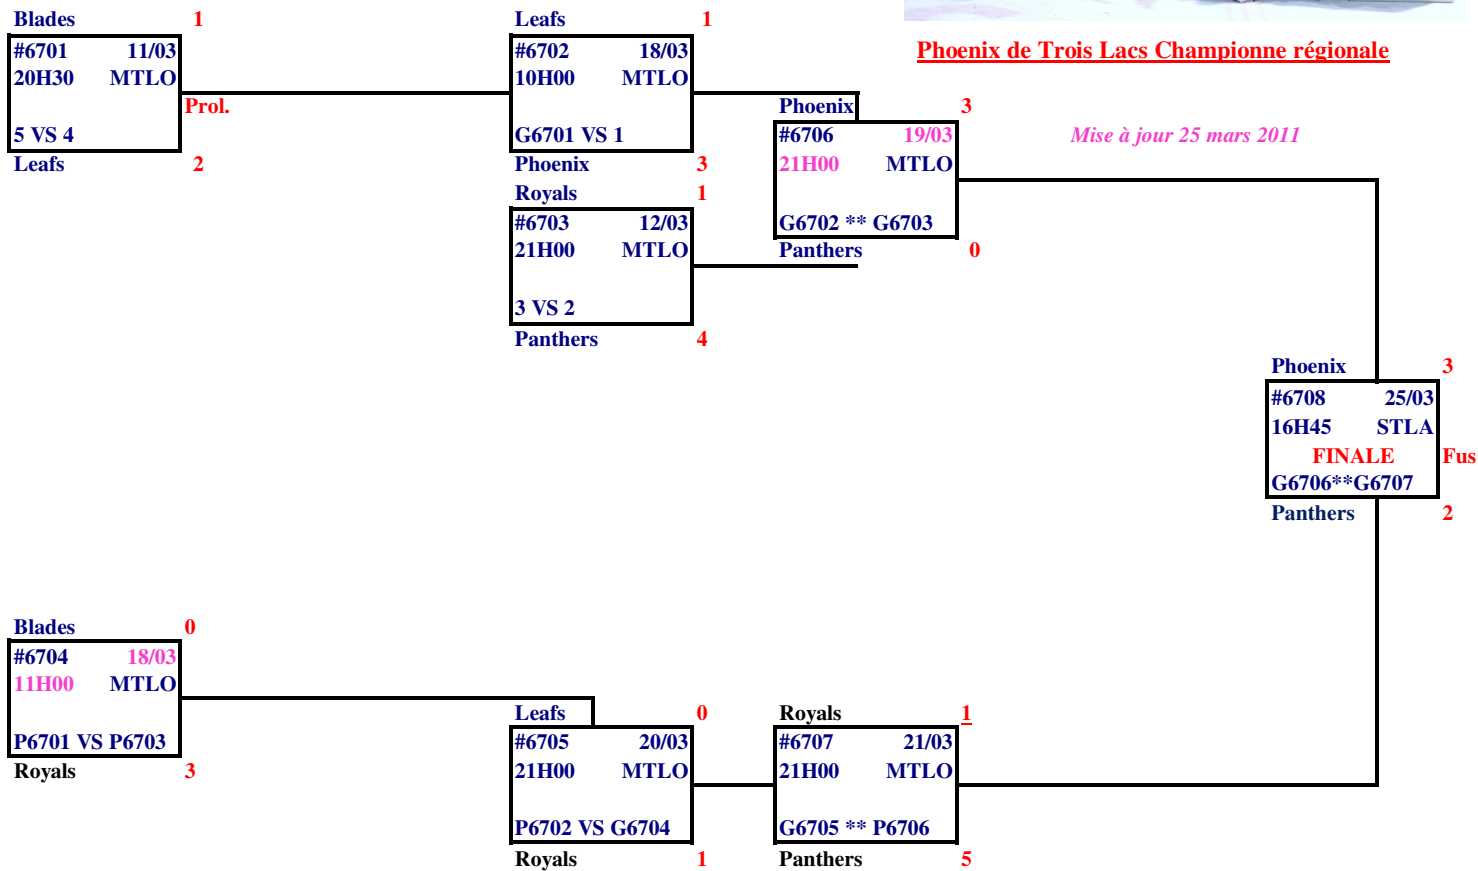 Blades 1
#6701 11/03
20H30 MTLO
Prol.
5 VS 4
Leafs 2
Leafs 1
#6702 18/03
10H00 MTLO
G6701 VS 1
Phoenix 3
Royals 1
#6703 12/03
21H00 MTLO
3 VS 2
Panthers 4
Phoenix de Trois Lacs Championne régionale
Phoenix 3
#6706 19/03
21H00 MTLO
G6702 ** G6703
Panthers 0
Mise à jour 25 mars 2011
Phoenix 3
#6708 25/03
16H45 STLA
FINALE Fus
G6706**G6707
Panthers 2
Blades 0
#6704 18/03
11H00 MTLO
P6701 VS P6703
Royals 3
Leafs 0
#6705 20/03
21H00 MTLO
P6702 VS G6704
Royals 1
Royals 1
#6707 21/03
21H00 MTLO
G6705 ** P6706
Panthers 5